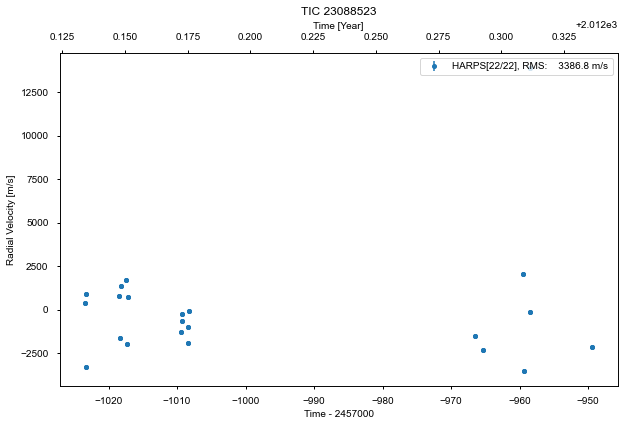 TIC 23088523
Time [Year]
+2.012e3
0.125 0.150 0.175 0.200 0.225 0.250 0.275 0.300 0.325
HARPS[22/22], RMS: 3386.8 m/s
12500
10000
7500
5000
2500
0
−2500
Radial Velocity [m/s]
−1020 −1010 −1000 −990 −980 −970 −960 −950
Time - 2457000